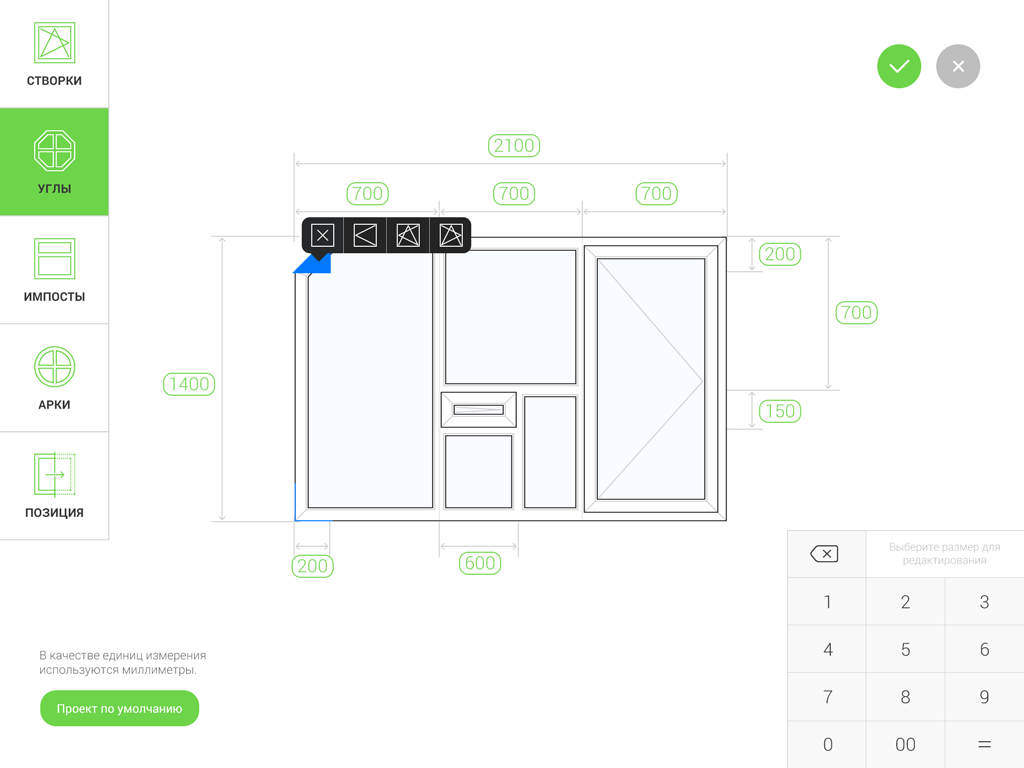 СТВОРКИ
УГЛЫ
ИМПОСТЫ
АРКИ
ПОЗИЦИЯ
2100
700
700
700
200
700
1400
150
200
600
В качестве единиц измерения
используются миллиметры.
Проект по умолчанию
Выберите размер для
редактирования
1 2 3
4 5 6
7 8 9
0 00 =